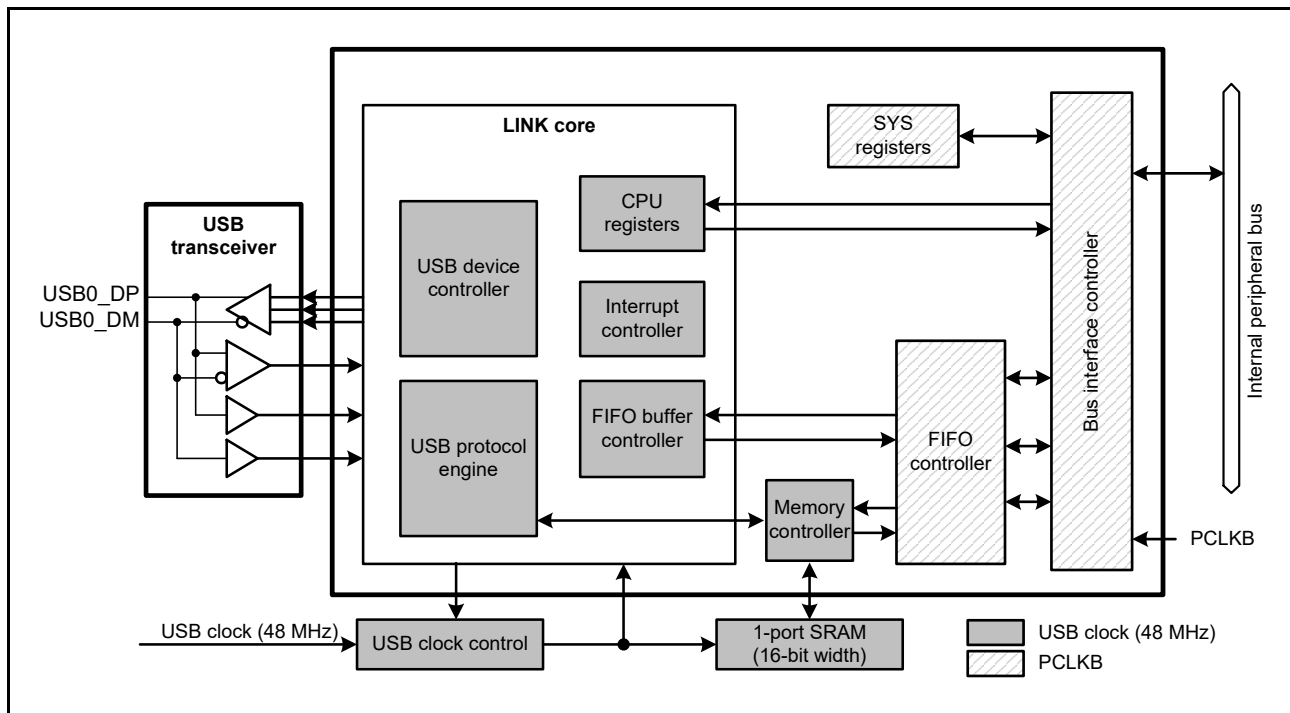 LINK core
SYS
registers
CPU
registers
USB
transceiver
USB device
controller
USB0_DP
USB0_DM
Interrupt
controller
Internal peripheral bus
Bus interface controller
FIFO buffer
controller
FIFO
controller
USB protocol
engine
Memory
controller
PCLKB
USB clock (48 MHz)
USB clock control
1-port SRAM
(16-bit width)
USB clock (48 MHz)
PCLKB